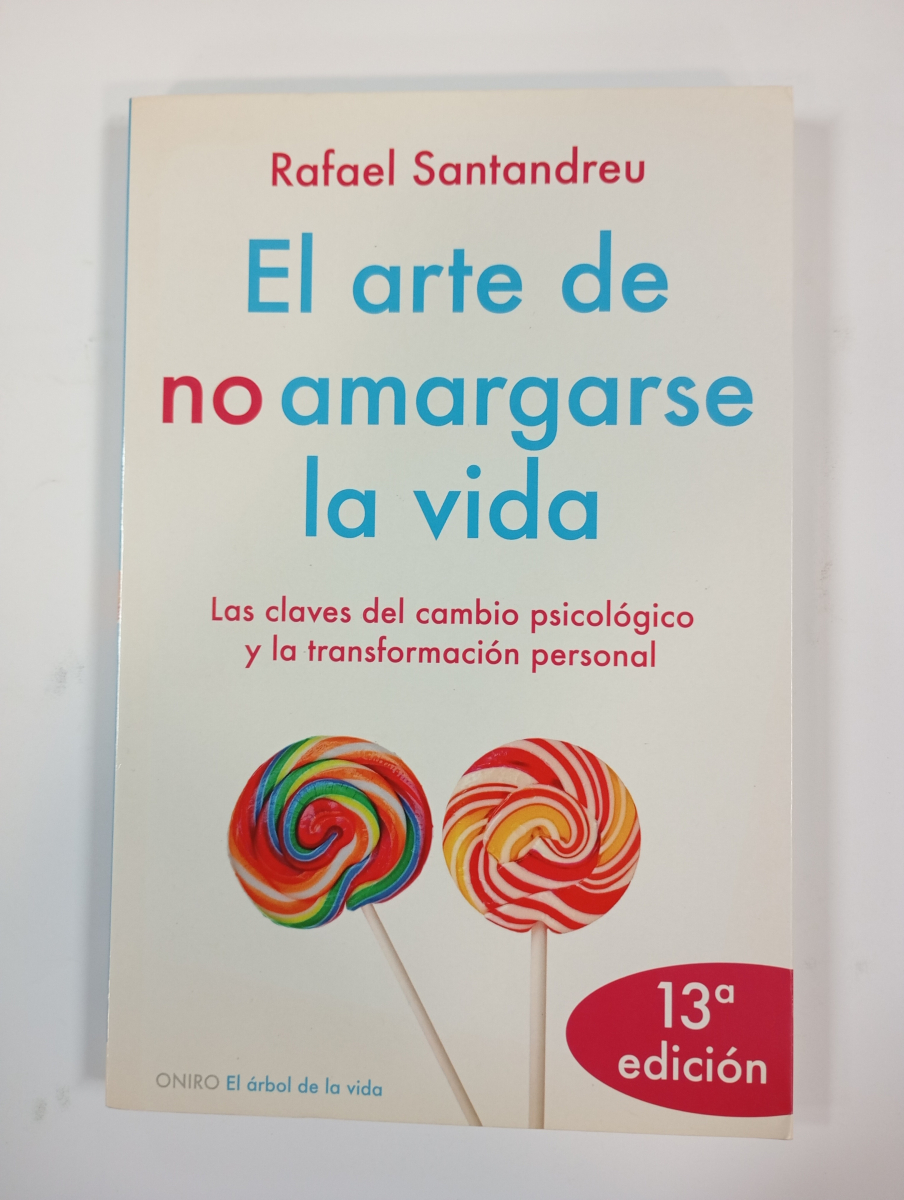 Rafael Santandreu
El arte de
no amargarse
la vida
Las claves del cambio psicológico
y la transformación personal
13ª
edición
ONIRO El árbol de la vida